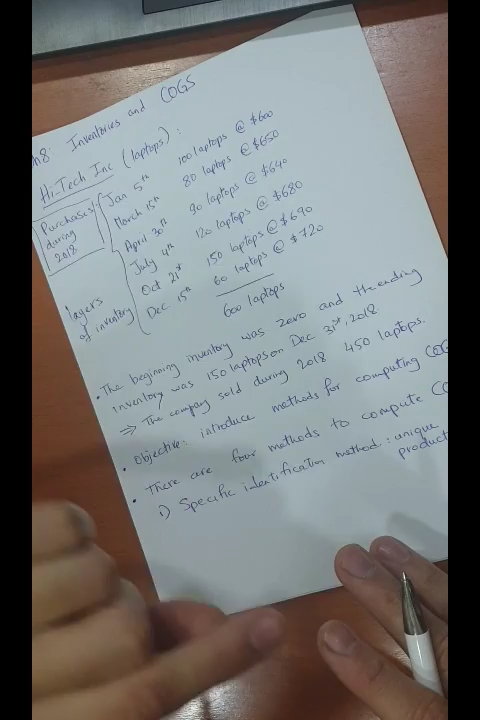 h8: Inventories and COGS
HiTech Inc (laptops):
Purchases during 2018
Jan 5th 100 laptops @ $600
March 15th 80 laptops @ $650
April 30th 90 laptops @ $640
July 4th 120 laptops @ $680
Oct 21st 150 laptops @ $690
Dec 15th 60 laptops @ $720
600 laptops
layers
of inventory
• The beginning inventory was zero and the ending
inventory was 150 laptops on Dec 31st, 2018
⇒ The company sold during 2018 450 laptops.
• Objective: introduce methods for computing COG
• There are four methods to compute CO
1) Specific identification method: unique
product